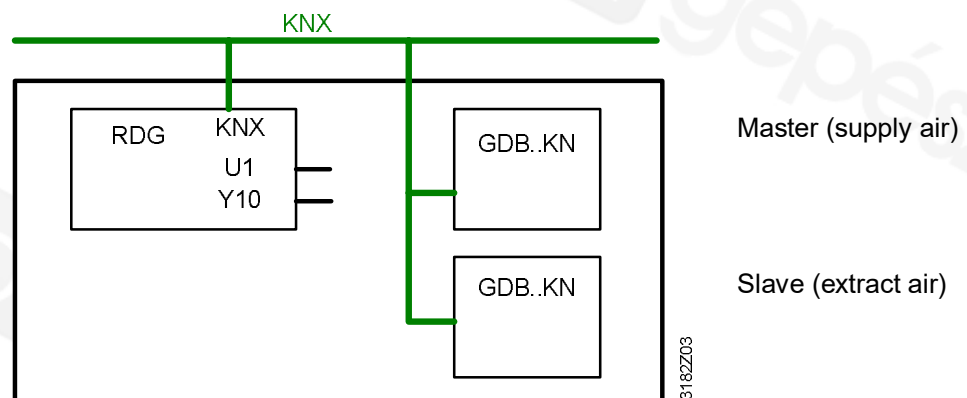 KNX
RDG
KNX
U1
Y10
GDB..KN
Master (supply air)
GDB..KN
Slave (extract air)
3182Z03